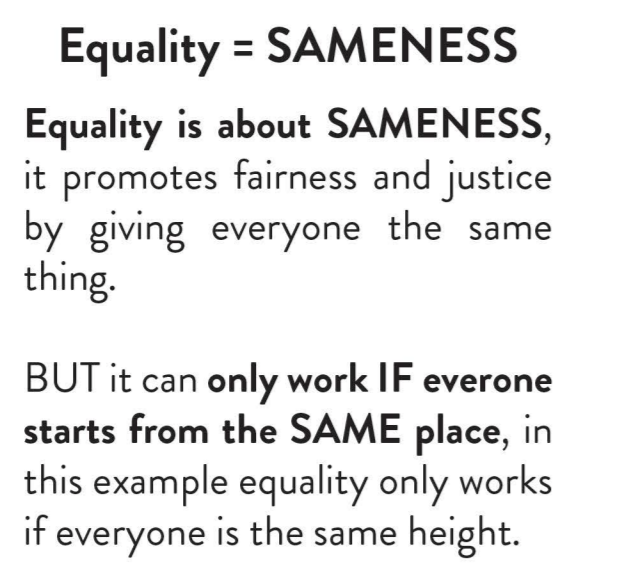 Equality = SAMENESS
Equality is about SAMENESS,
it promotes fairness and justice
by giving everyone the same
thing.
BUT it can only work IF everone
starts from the SAME place, in
this example equality only works
if everyone is the same height.